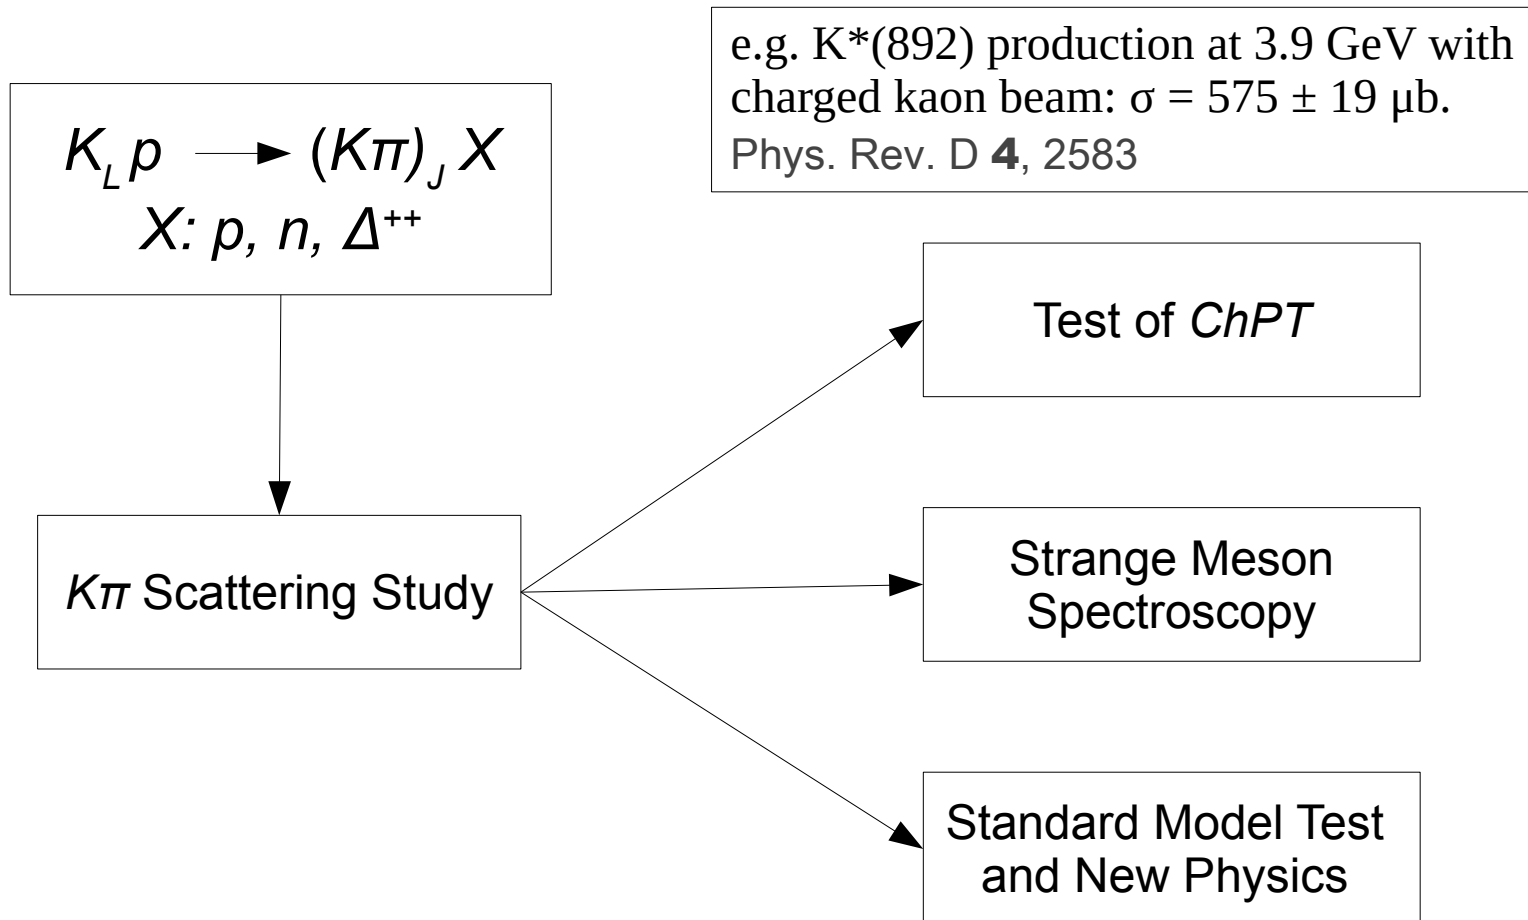 e.g. K*(892) production at 3.9 GeV with
charged kaon beam: σ = 575 ± 19 μb.
Phys. Rev. D 4, 2583
K_L p → (Kπ)_J X
X: p, n, Δ⁺⁺
Test of ChPT
Kπ Scattering Study
Strange Meson
Spectroscopy
Standard Model Test
and New Physics